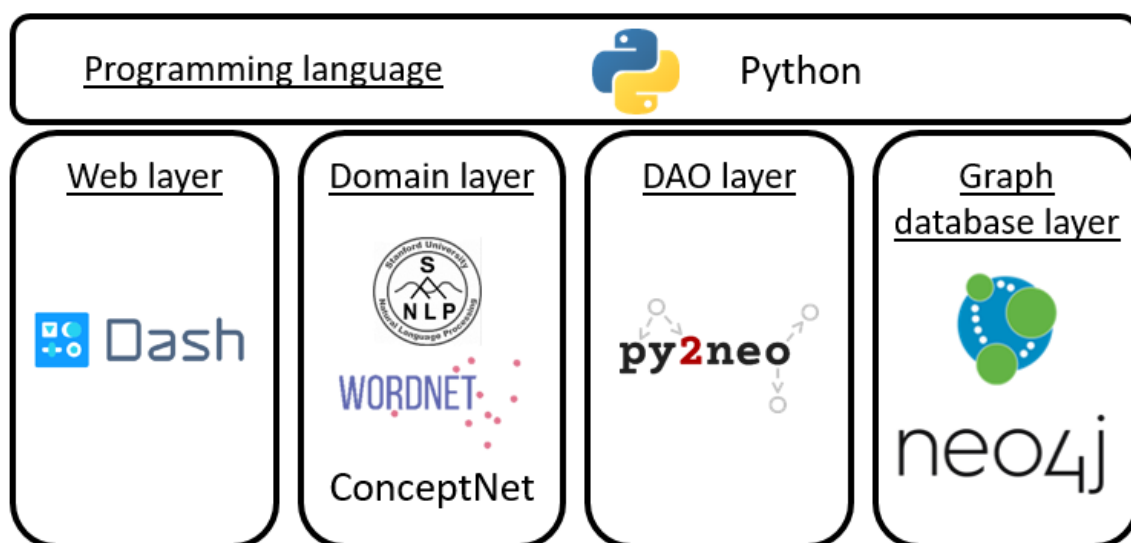 Programming language
Python
Web layer
Dash
Domain layer
Stanford University
S
NLP
Natural Language Processing
WORDNET
ConceptNet
DAO layer
py2neo
Graph
database layer
neo4j